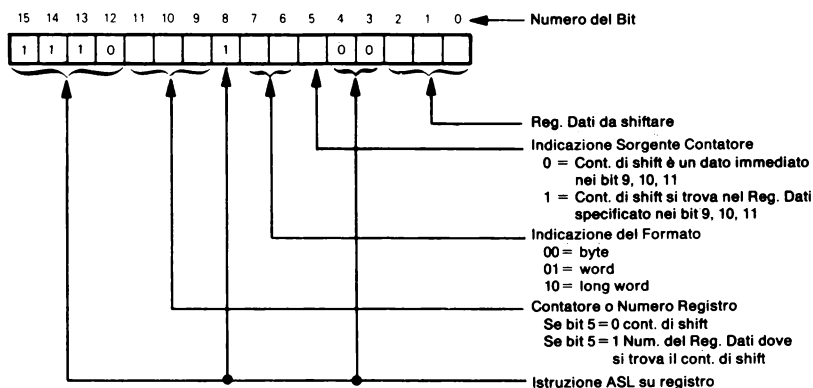 15 14 13 12 11 10 9 8 7 6 5 4 3 2 1 0 Numero del Bit
1 1 1 0 1 0 0
Reg. Dati da shiftare
Indicazione Sorgente Contatore
0 = Cont. di shift è un dato immediato
nei bit 9, 10, 11
1 = Cont. di shift si trova nel Reg. Dati
specificato nei bit 9, 10, 11
Indicazione del Formato
00 = byte
01 = word
10 = long word
Contatore o Numero Registro
Se bit 5 = 0 cont. di shift
Se bit 5 = 1 Num. del Reg. Dati dove
si trova il cont. di shift
Istruzione ASL su registro